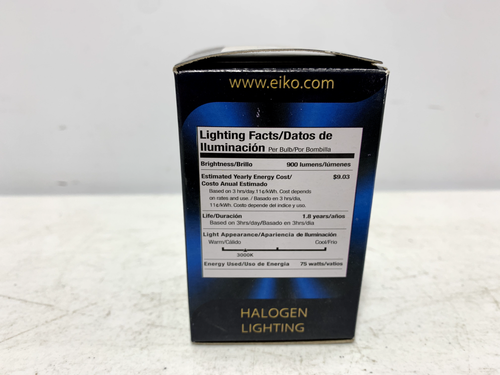 www.eiko.com
Lighting Facts/Datos de
Iluminación Per Bulb/Por Bombilla
Brightness/Brillo 900 lumens/lúmenes
Estimated Yearly Energy Cost/ $9.03
Costo Anual Estimado
Based on 3 hrs/day,11¢/kWh. Cost depends
on rates and use./Basado en 3 hrs/día,
11¢/kWh. Costo depende del índice y uso.
Life/Duración 1.8 years/años
Based on 3hrs/day/Basado en 3hrs/día
Light Appearance/Apariencia de Iluminación
Warm/Cálido Cool/Frío
3000K
Energy Used/Uso de Energía 75 watts/vatios
HALOGEN
LIGHTING